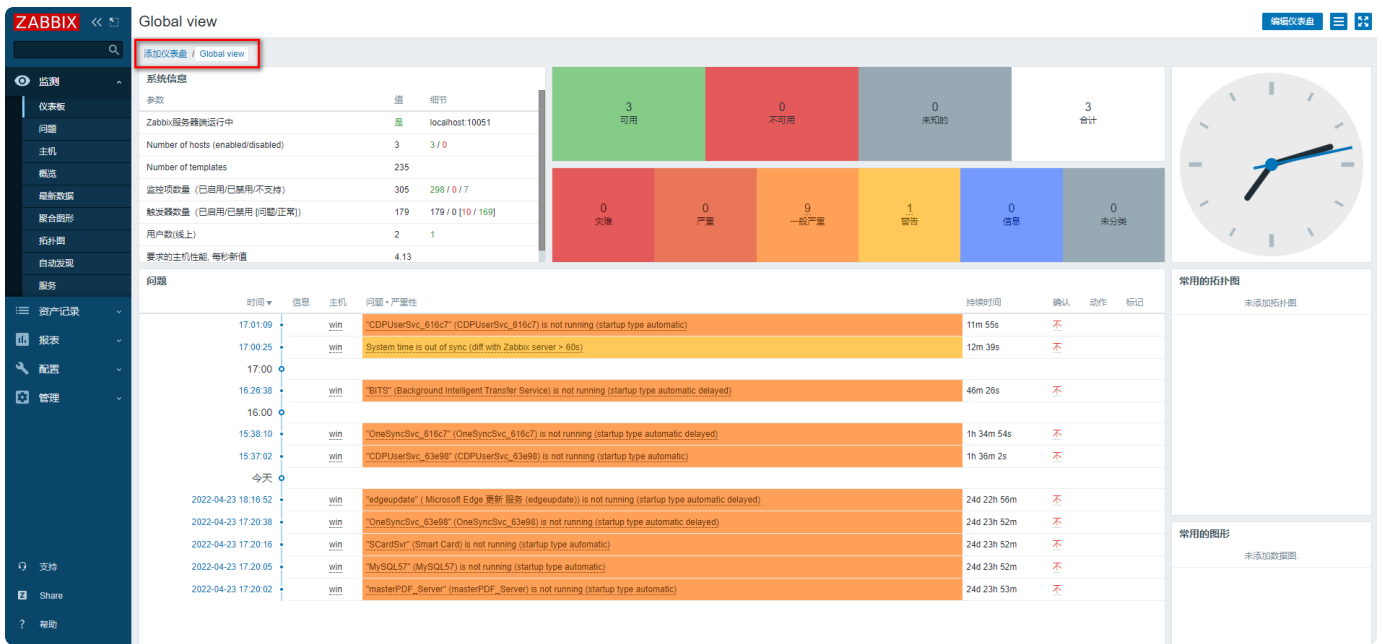 ZABBIX
Global view
编辑仪表盘
添加仪表盘 / Global view
监测
仪表板
问题
主机
概览
最新数据
聚合图形
拓扑图
自动发现
服务
资产记录
报表
配置
管理
支持
Share
帮助
系统信息
参数 值 细节
Zabbix服务器端运行中 是 localhost:10051
Number of hosts (enabled/disabled) 3 3 / 0
Number of templates 235
监控项数量（已启用/已禁用/不支持） 305 298 / 0 / 7
触发器数量（已启用/已禁用 [问题/正常]） 179 179 / 0 [10 / 169]
用户数(线上) 2 1
要求的主机性能, 每秒新值 4.13
3 可用
0 不可用
0 未知的
3 合计
0 灾难
0 严重
9 一般严重
1 警告
0 信息
0 未分类
问题
时间 信息 主机 问题 • 严重性 持续时间 确认 动作 标记
17:01:09 win "CDPUserSvc_616c7" (CDPUserSvc_616c7) is not running (startup type automatic) 11m 55s 不
17:00:25 win System time is out of sync (diff with Zabbix server > 60s) 12m 39s 不
17:00
16:26:38 win "BITS" (Background Intelligent Transfer Service) is not running (startup type automatic delayed) 46m 26s 不
16:00
15:38:10 win "OneSyncSvc_616c7" (OneSyncSvc_616c7) is not running (startup type automatic delayed) 1h 34m 54s 不
15:37:02 win "CDPUserSvc_63e98" (CDPUserSvc_63e98) is not running (startup type automatic) 1h 36m 2s 不
今天
2022-04-23 18:16:52 win "edgeupdate" ( Microsoft Edge 更新 服务 (edgeupdate)) is not running (startup type automatic delayed) 24d 22h 56m 不
2022-04-23 17:20:38 win "OneSyncSvc_63e98" (OneSyncSvc_63e98) is not running (startup type automatic delayed) 24d 23h 52m 不
2022-04-23 17:20:16 win "SCardSvr" (Smart Card) is not running (startup type automatic) 24d 23h 52m 不
2022-04-23 17:20:05 win "MySQL57" (MySQL57) is not running (startup type automatic) 24d 23h 52m 不
2022-04-23 17:20:02 win "masterPDF_Server" (masterPDF_Server) is not running (startup type automatic) 24d 23h 53m 不
常用的拓扑图
未添加拓扑图.
常用的图形
未添加数据图.